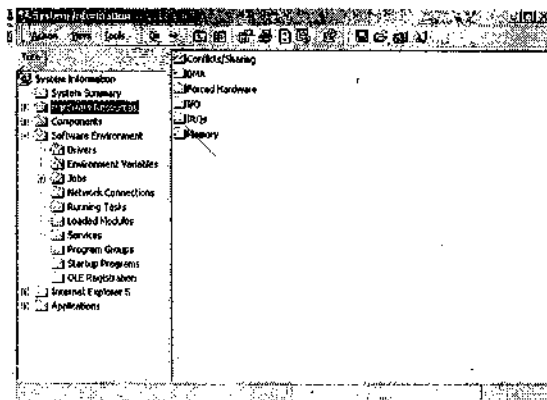 System Information
Action View Tools
Tree
System Information
System Summary
Hardware Resources
Components
Software Environment
Drivers
Environment Variables
Jobs
Network Connections
Running Tasks
Loaded Modules
Services
Program Groups
Startup Programs
OLE Registration
Internet Explorer 5
Applications
Conflicts/Sharing
DMA
Forced Hardware
I/O
IRQs
Memory